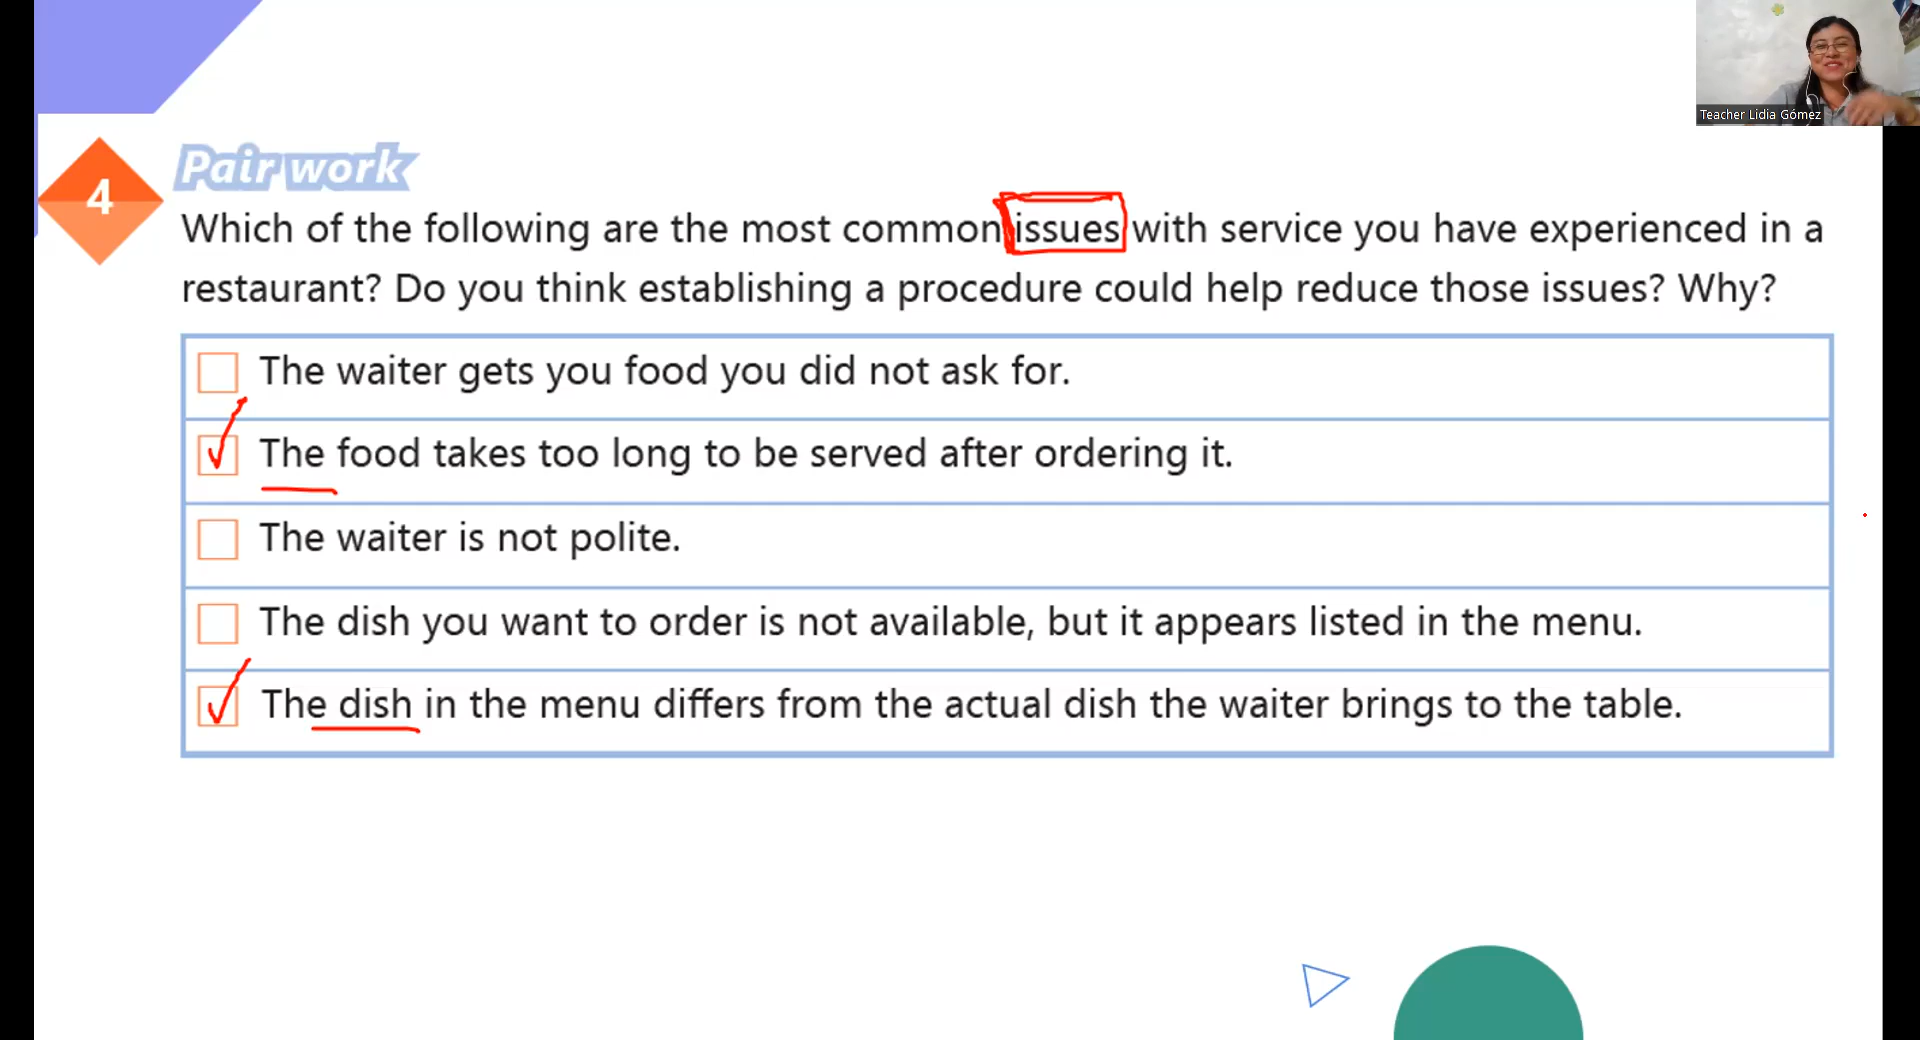 Teacher Lidia Gómez
4
Pair work
Which of the following are the most common issues with service you have experienced in a
restaurant? Do you think establishing a procedure could help reduce those issues? Why?
The waiter gets you food you did not ask for.
The food takes too long to be served after ordering it.
The waiter is not polite.
The dish you want to order is not available, but it appears listed in the menu.
The dish in the menu differs from the actual dish the waiter brings to the table.